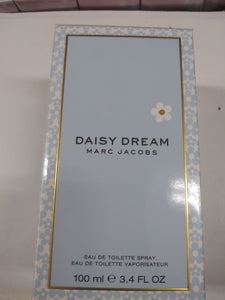 DAISY DREAM
MARC JACOBS
EAU DE TOILETTE SPRAY
EAU DE TOILETTE VAPORISATEUR
100 ml ℮ 3.4 FL OZ